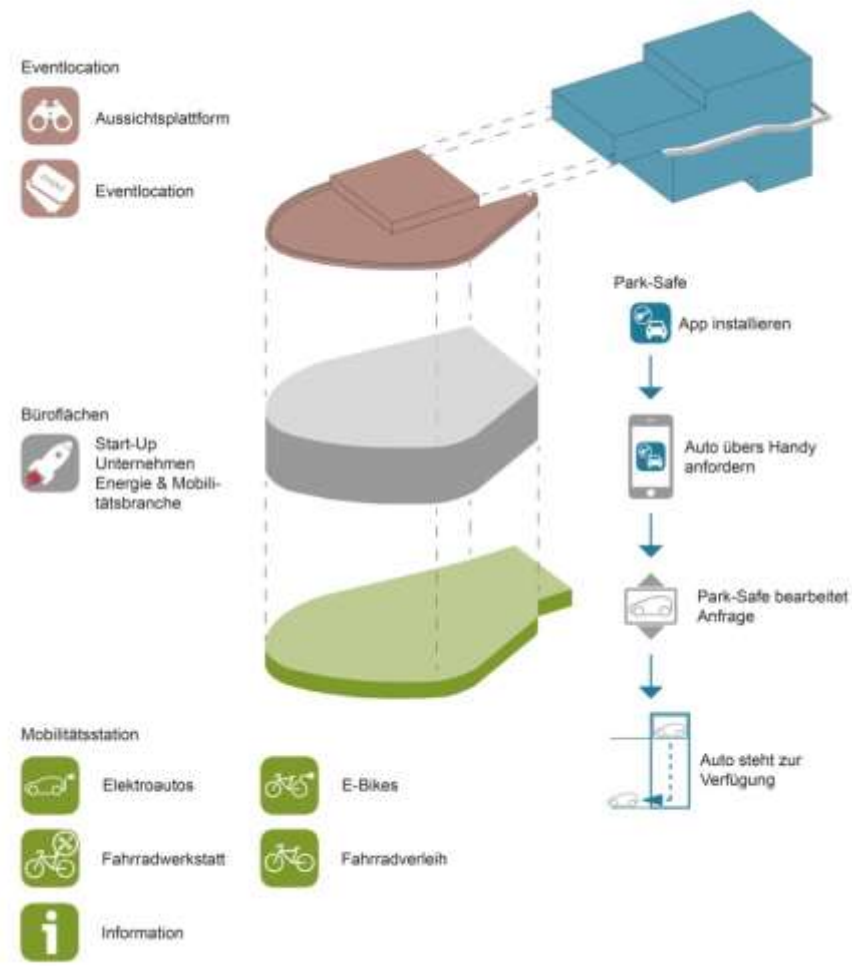 Eventlocation
Aussichtsplattform
Eventlocation
Büroflächen
Start-Up
Unternehmen
Energie & Mobili-
tätsbranche
Mobilitätsstation
Elektroautos
E-Bikes
Fahrradwerkstatt
Fahrradverleih
Information
Park-Safe
App installieren
Auto übers Handy
anfordern
Park-Safe bearbeitet
Anfrage
Auto steht zur
Verfügung